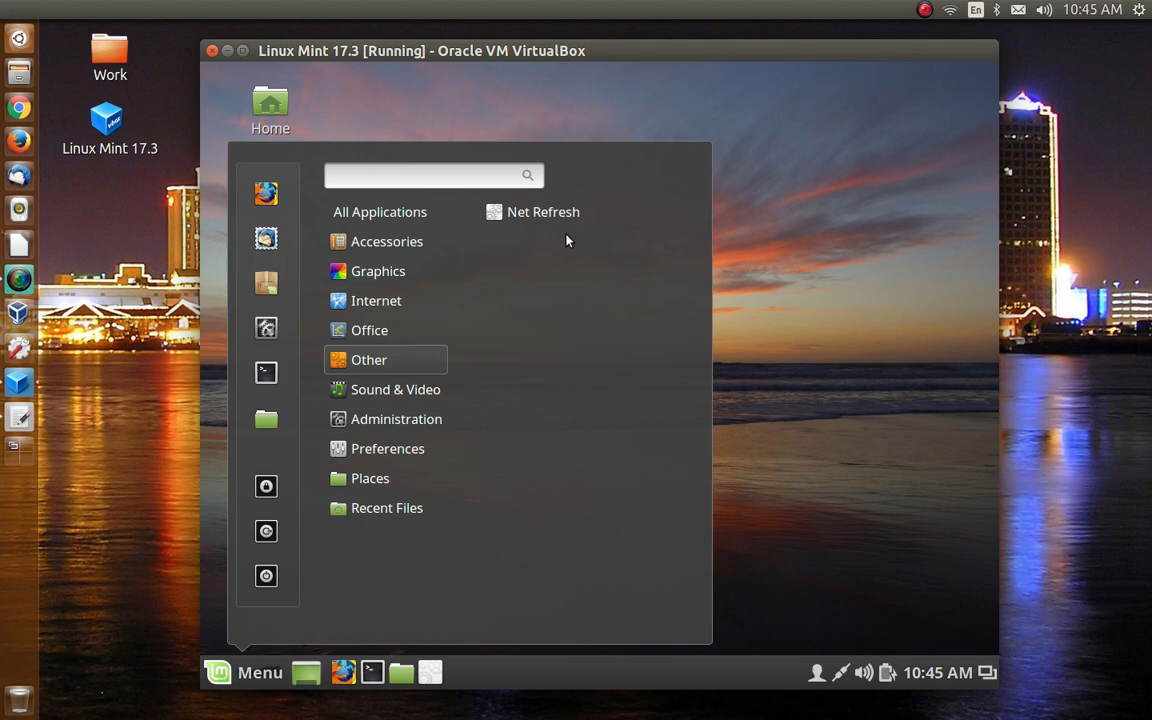 En
10:45 AM
Work
Linux Mint 17.3
Linux Mint 17.3 [Running] - Oracle VM VirtualBox
Home
All Applications
Net Refresh
Accessories
Graphics
Internet
Office
Other
Sound & Video
Administration
Preferences
Places
Recent Files
Menu
10:45 AM